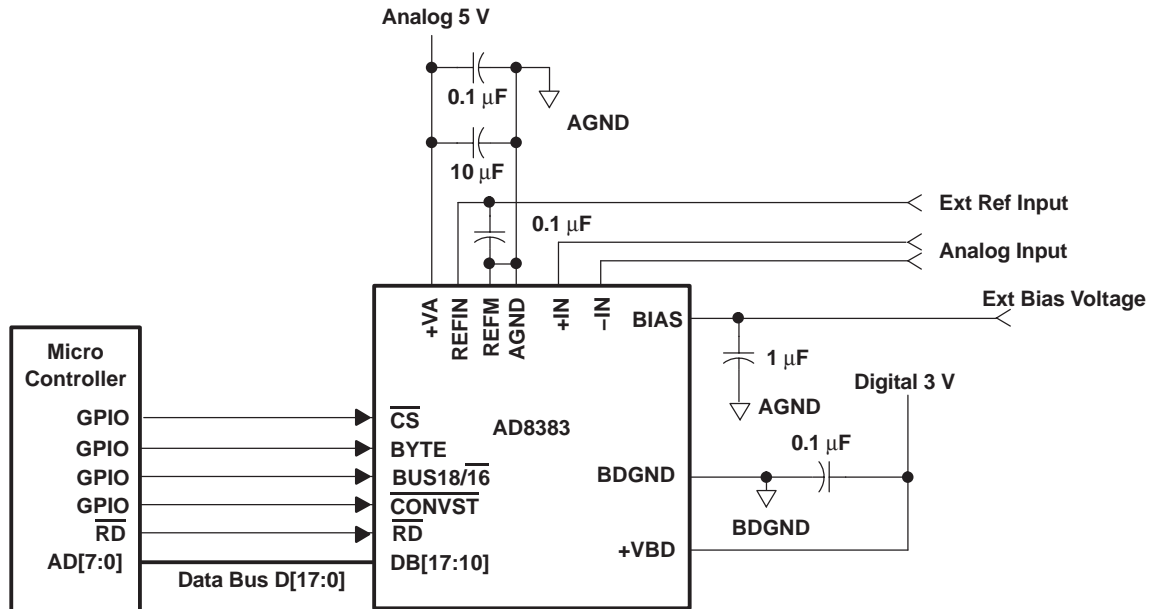 Analog 5 V
0.1 μF
AGND
10 μF
0.1 μF
Ext Ref Input
Analog Input
Ext Bias Voltage
+VA
REFIN
REFM
AGND
+IN
−IN
BIAS
1 μF
AGND
Digital 3 V
0.1 μF
Micro
Controller
GPIO
GPIO
GPIO
GPIO
RD
AD[7:0]
Data Bus D[17:0]
CS
BYTE
BUS18/16
CONVST
RD
DB[17:10]
AD8383
BDGND
BDGND
+VBD